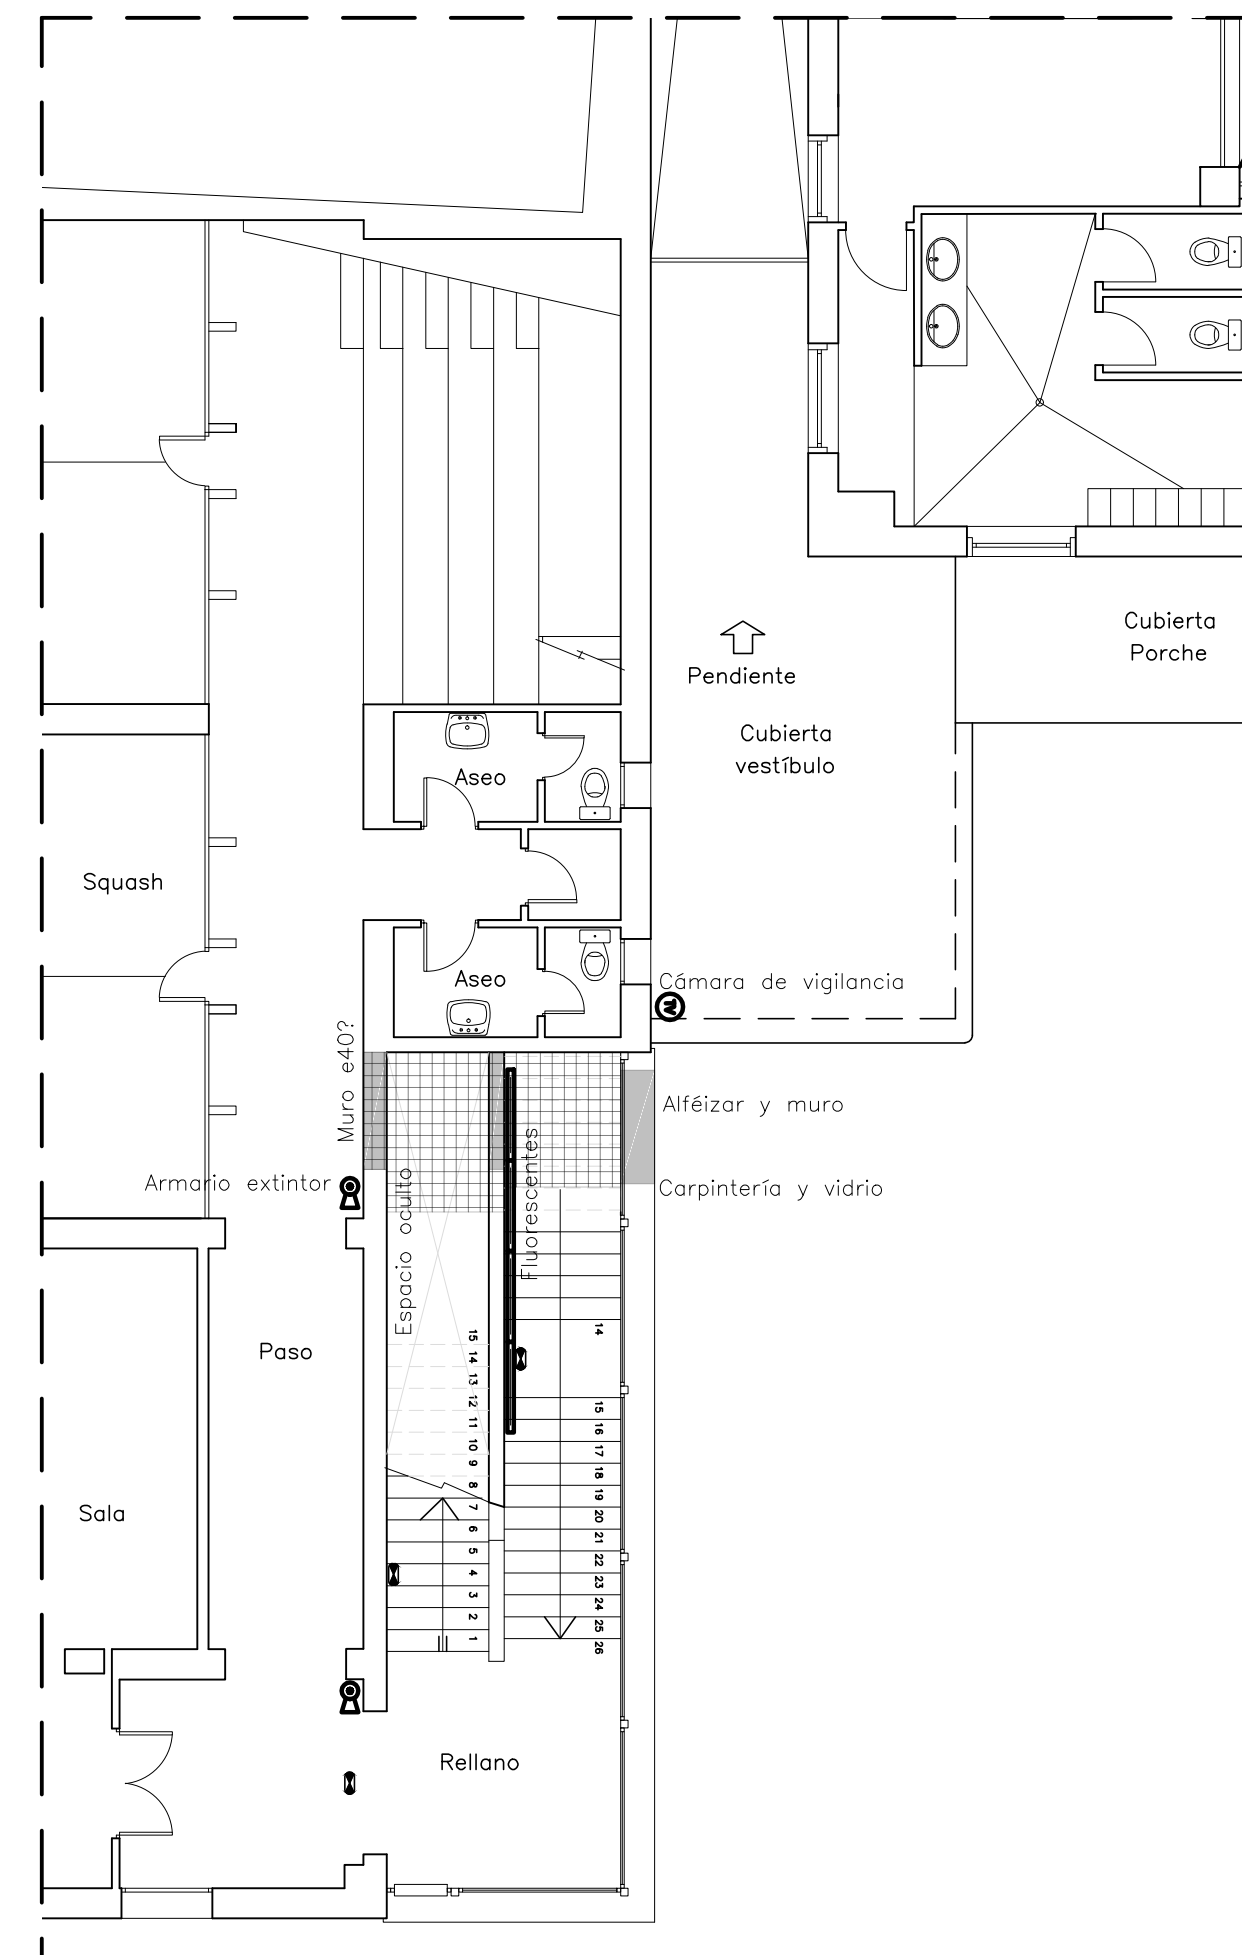 Cubierta
Porche
Pendiente
Cubierta
vestíbulo
Aseo
Squash
Aseo
Cámara de vigilancia
Muro e40?
Alféizar y muro
Armario extintor
Espacio oculto
Fluorescentes
Carpintería y vidrio
Paso
15
14
13
12
11
10
9
8
7
6
5
4
3
2
1
14
15
16
17
18
19
20
21
22
23
24
25
26
Sala
Rellano